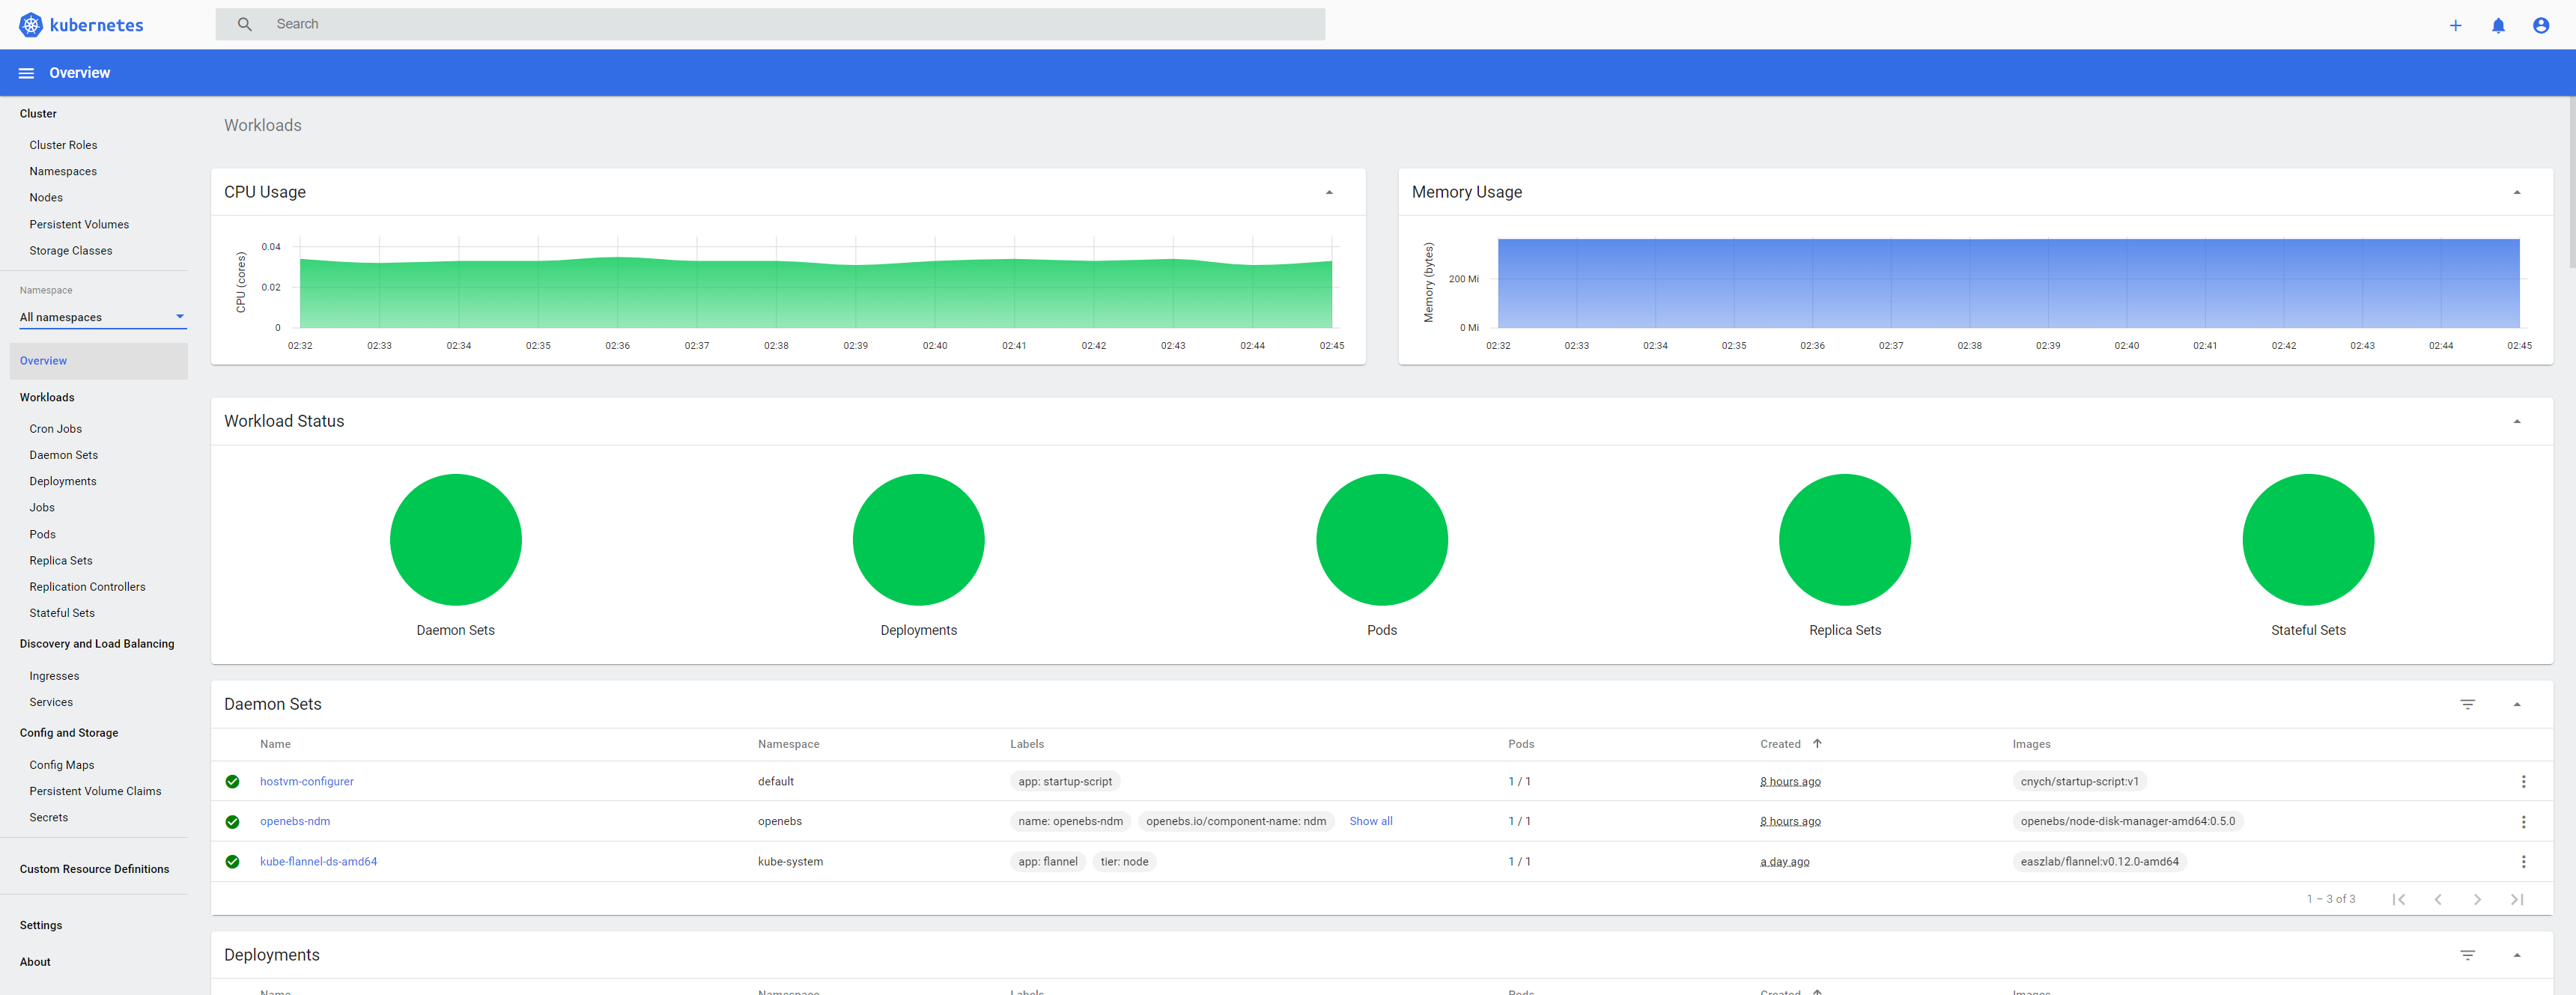 kubernetes
Search
Overview
Cluster
Cluster Roles
Namespaces
Nodes
Persistent Volumes
Storage Classes
Namespace
All namespaces
Overview
Workloads
Cron Jobs
Daemon Sets
Deployments
Jobs
Pods
Replica Sets
Replication Controllers
Stateful Sets
Discovery and Load Balancing
Ingresses
Services
Config and Storage
Config Maps
Persistent Volume Claims
Secrets
Custom Resource Definitions
Settings
About
Workloads
CPU Usage
CPU (cores)
0.04
0.02
0
02:32 02:33 02:34 02:35 02:36 02:37 02:38 02:39 02:40 02:41 02:42 02:43 02:44 02:45
Memory Usage
Memory (bytes)
200 Mi
0 Mi
02:32 02:33 02:34 02:35 02:36 02:37 02:38 02:39 02:40 02:41 02:42 02:43 02:44 02:45
Workload Status
Daemon Sets Deployments Pods Replica Sets Stateful Sets
Daemon Sets
Name Namespace Labels Pods Created Images
hostvm-configurer default app: startup-script 1 / 1 8 hours ago cnych/startup-script:v1
openebs-ndm openebs name: openebs-ndm openebs.io/component-name: ndm Show all 1 / 1 8 hours ago openebs/node-disk-manager-amd64:0.5.0
kube-flannel-ds-amd64 kube-system app: flannel tier: node 1 / 1 a day ago easzlab/flannel:v0.12.0-amd64
1 – 3 of 3
Deployments
Name Namespace Labels Pods Created Images